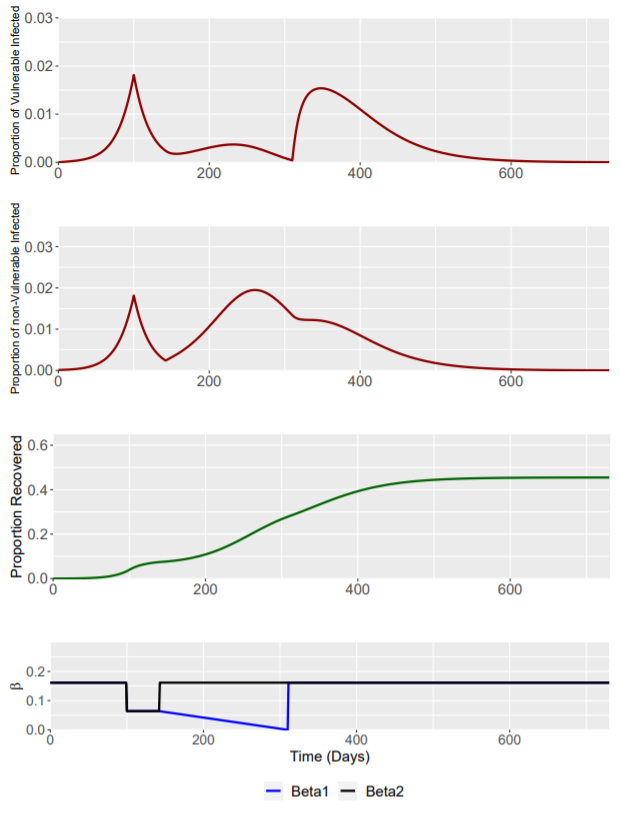 Proportion of Vulnerable Infected
0.03
0.02
0.01
0.00
0 200 400 600
Proportion of non-Vulnerable Infected
0.03
0.02
0.01
0.00
0 200 400 600
Proportion Recovered
0.6
0.4
0.2
0.0
0 200 400 600
β
0.2
0.1
0.0
0 200 400 600
Time (Days)
Beta1 Beta2